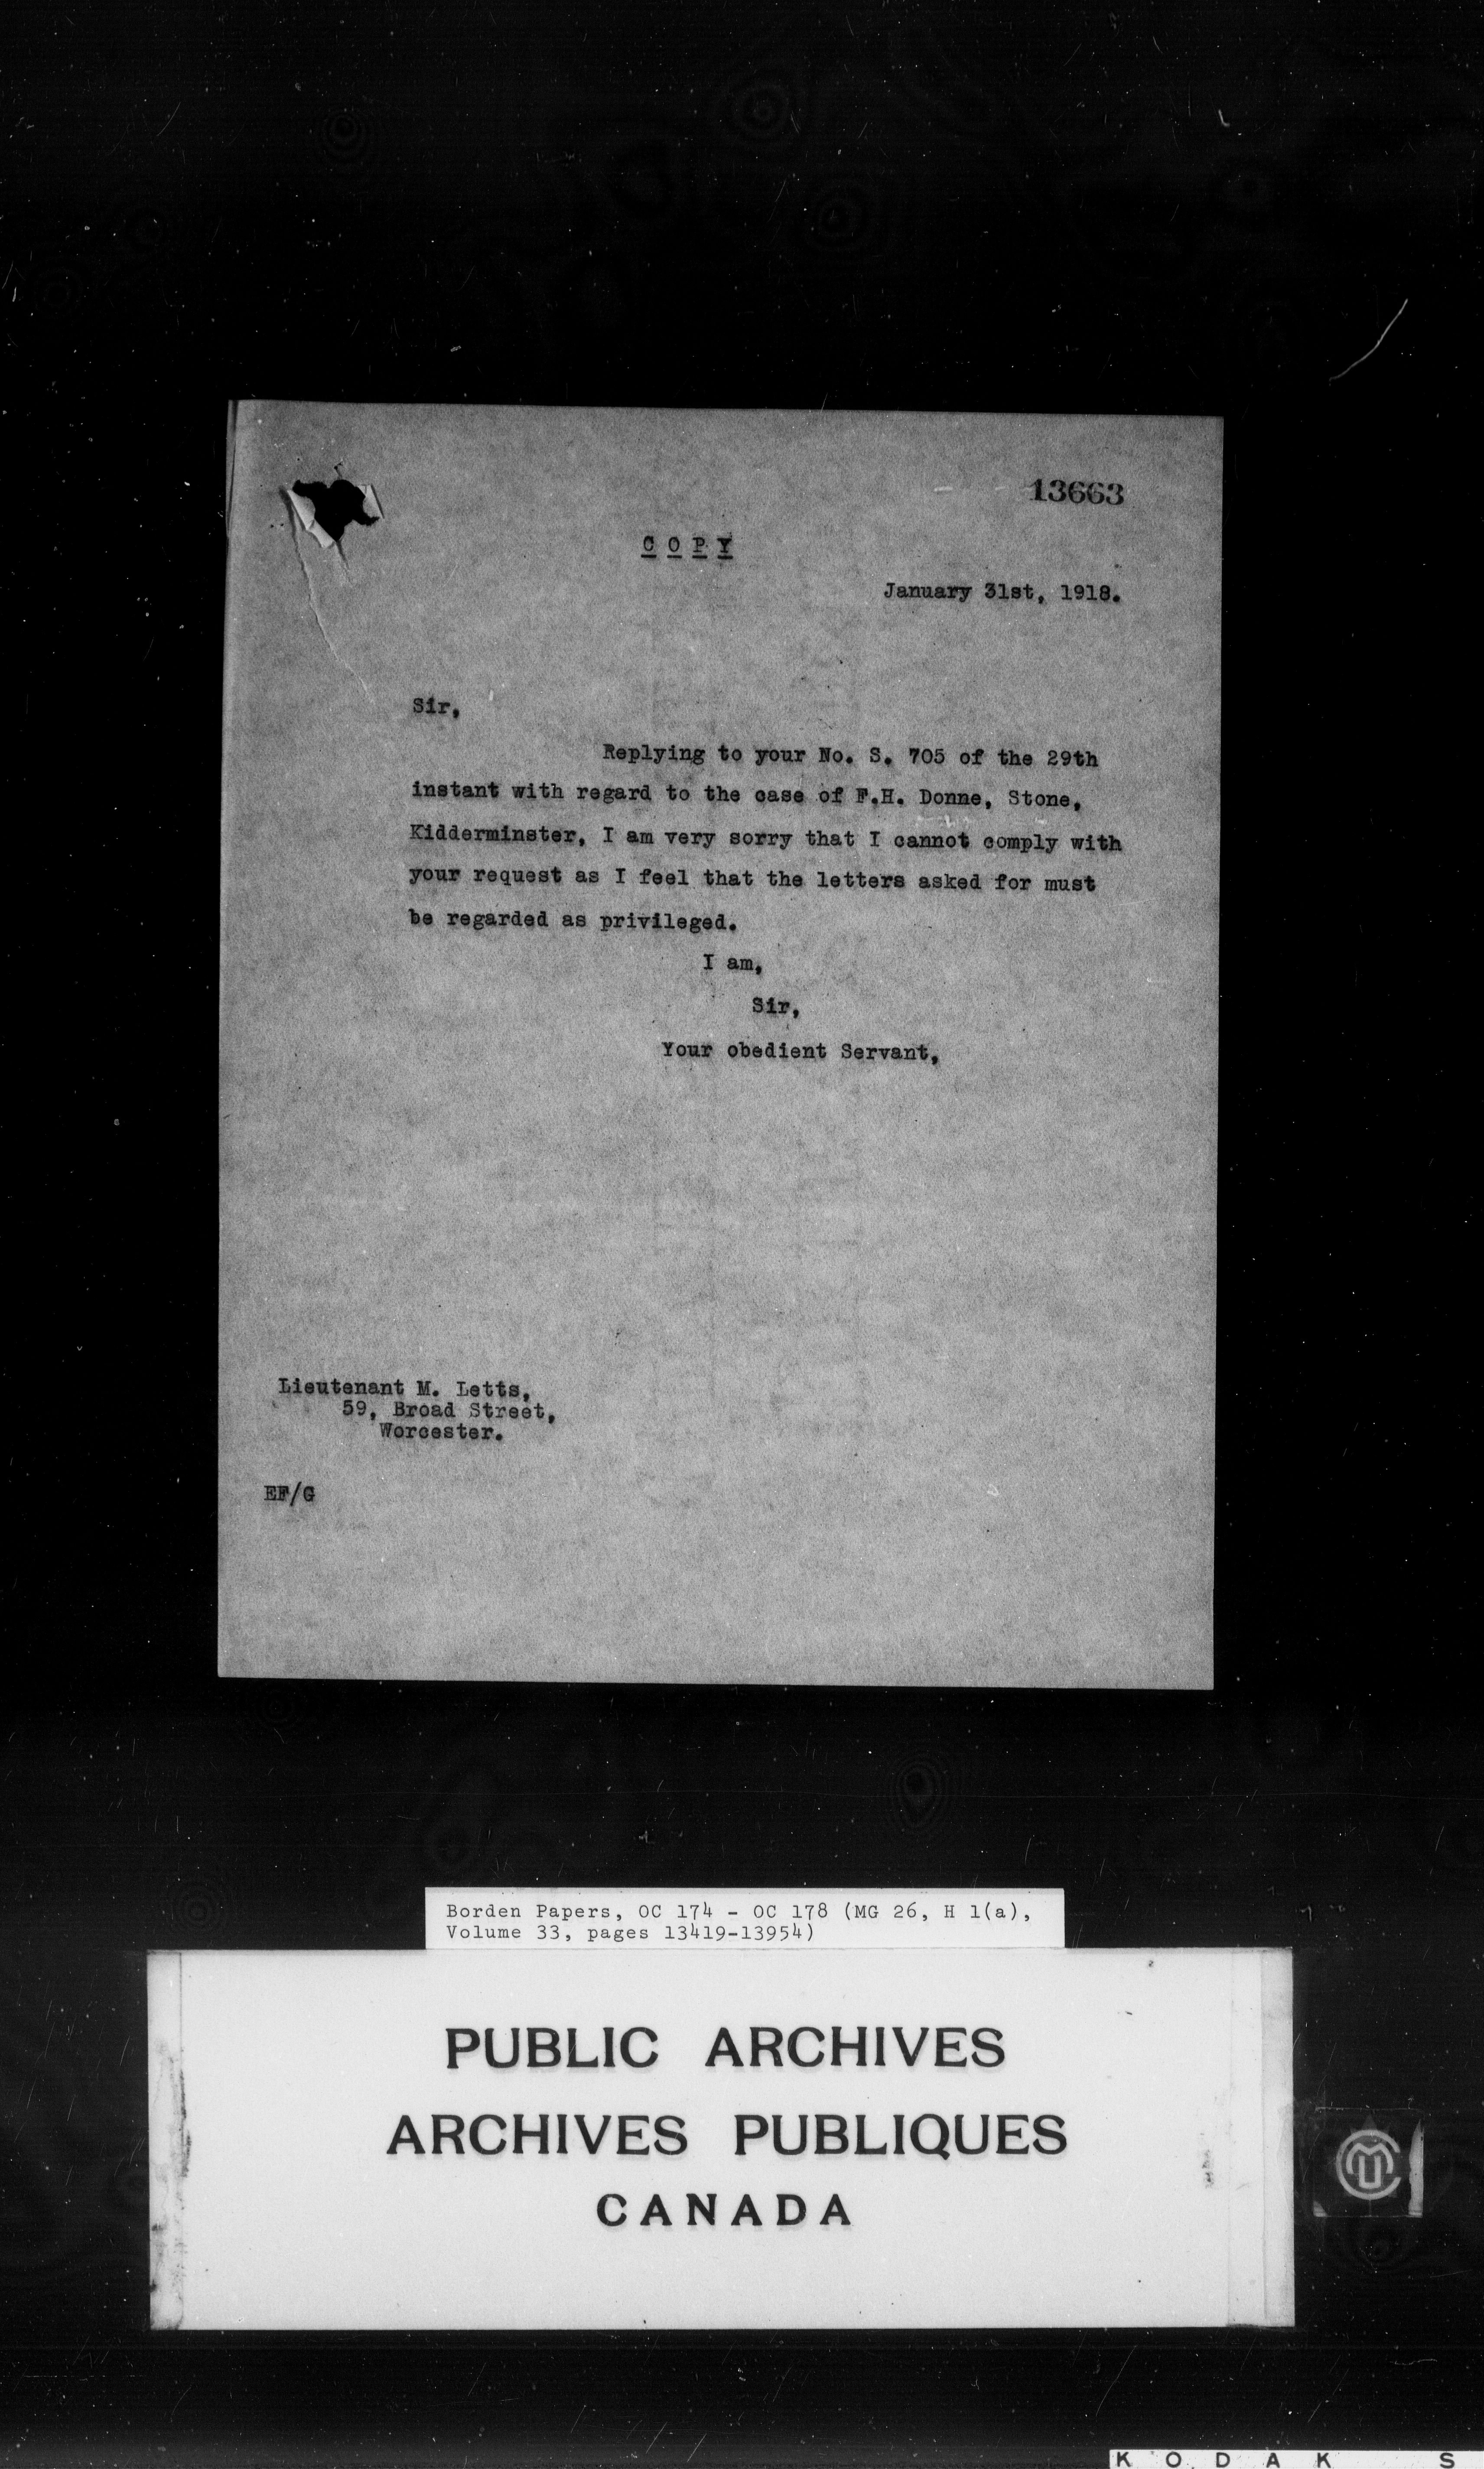 13663
COPY
January 31st, 1918.
Sir,
Replying to your No. S. 705 of the 29th
instant with regard to the case of F.H. Donne, Stone,
Kidderminster, I am very sorry that I cannot comply with
your request as I feel that the letters asked for must
be regarded as privileged.
I am,
Sir,
Your obedient Servant,
Lieutenant M. Letts,
59, Broad Street,
Worcester.
EF/G
Borden Papers, OC 174 - OC 178 (MG 26, H 1(a),
Volume 33, pages 13419-13954)
PUBLIC ARCHIVES
ARCHIVES PUBLIQUES
CANADA
KODAK S